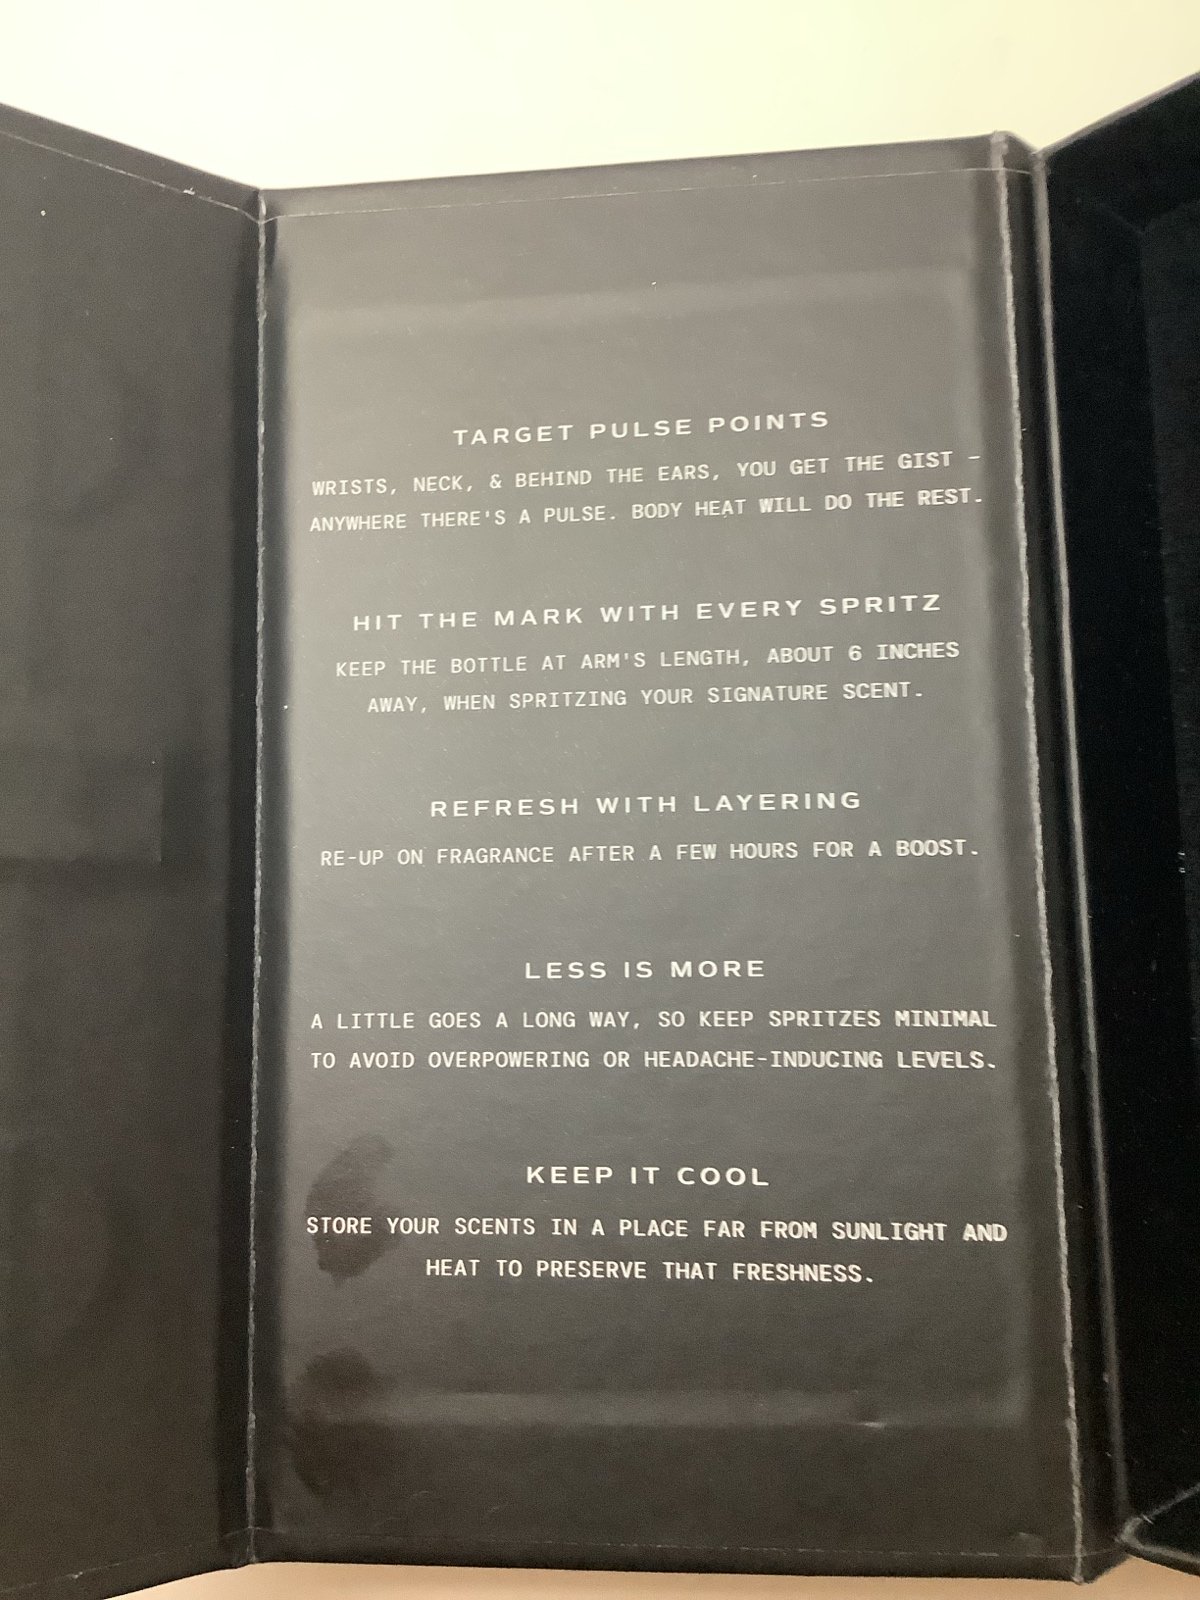 TARGET PULSE POINTS
WRISTS, NECK, & BEHIND THE EARS, YOU GET THE GIST –
ANYWHERE THERE'S A PULSE. BODY HEAT WILL DO THE REST.
HIT THE MARK WITH EVERY SPRITZ
KEEP THE BOTTLE AT ARM'S LENGTH, ABOUT 6 INCHES
AWAY, WHEN SPRITZING YOUR SIGNATURE SCENT.
REFRESH WITH LAYERING
RE-UP ON FRAGRANCE AFTER A FEW HOURS FOR A BOOST.
LESS IS MORE
A LITTLE GOES A LONG WAY, SO KEEP SPRITZES MINIMAL
TO AVOID OVERPOWERING OR HEADACHE-INDUCING LEVELS.
KEEP IT COOL
STORE YOUR SCENTS IN A PLACE FAR FROM SUNLIGHT AND
HEAT TO PRESERVE THAT FRESHNESS.